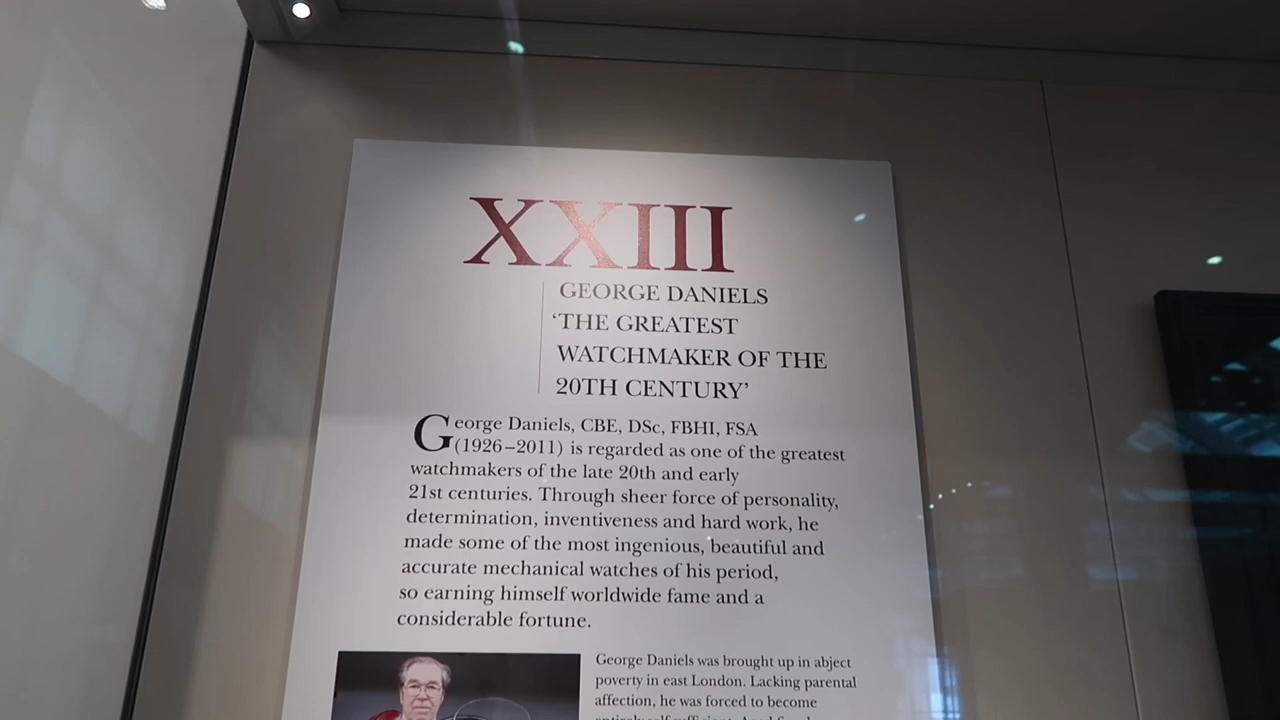 XXIII
GEORGE DANIELS
‘THE GREATEST
WATCHMAKER OF THE
20TH CENTURY’
George Daniels, CBE, DSc, FBHI, FSA
(1926–2011) is regarded as one of the greatest
watchmakers of the late 20th and early
21st centuries. Through sheer force of personality,
determination, inventiveness and hard work, he
made some of the most ingenious, beautiful and
accurate mechanical watches of his period,
so earning himself worldwide fame and a
considerable fortune.
George Daniels was brought up in abject
poverty in east London. Lacking parental
affection, he was forced to become